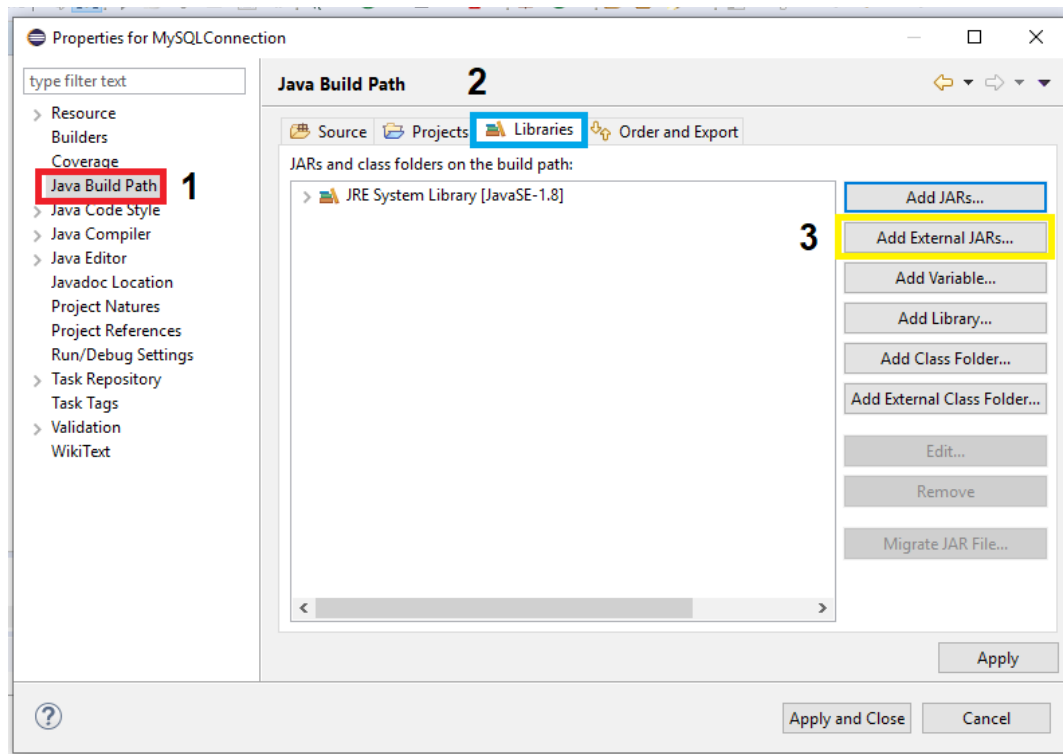 Properties for MySQLConnection
type filter text
Resource
Builders
Coverage
Java Build Path
1
Java Code Style
Java Compiler
Java Editor
Javadoc Location
Project Natures
Project References
Run/Debug Settings
Task Repository
Task Tags
Validation
WikiText
Java Build Path
2
Source
Projects
Libraries
Order and Export
JARs and class folders on the build path:
JRE System Library [JavaSE-1.8]
Add JARs...
3
Add External JARs...
Add Variable...
Add Library...
Add Class Folder...
Add External Class Folder...
Edit...
Remove
Migrate JAR File...
Apply
?
Apply and Close
Cancel